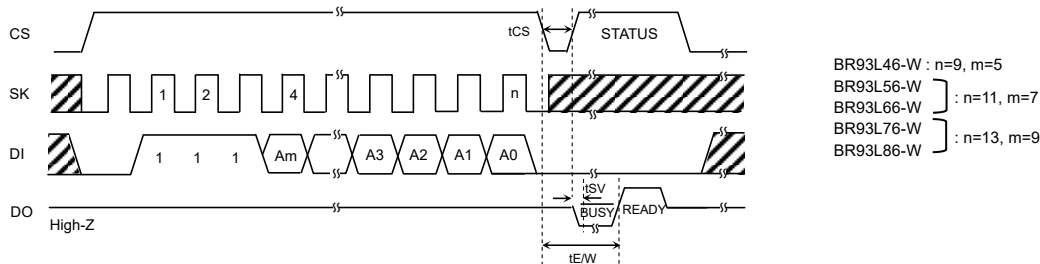 CS
tCS
STATUS
SK
1
2
4
n
DI
1
1
1
Am
A3
A2
A1
A0
DO
High-Z
tSV
BUSY
READY
tE/W
BR93L46-W : n=9, m=5
BR93L56-W
BR93L66-W
: n=11, m=7
BR93L76-W
BR93L86-W
: n=13, m=9